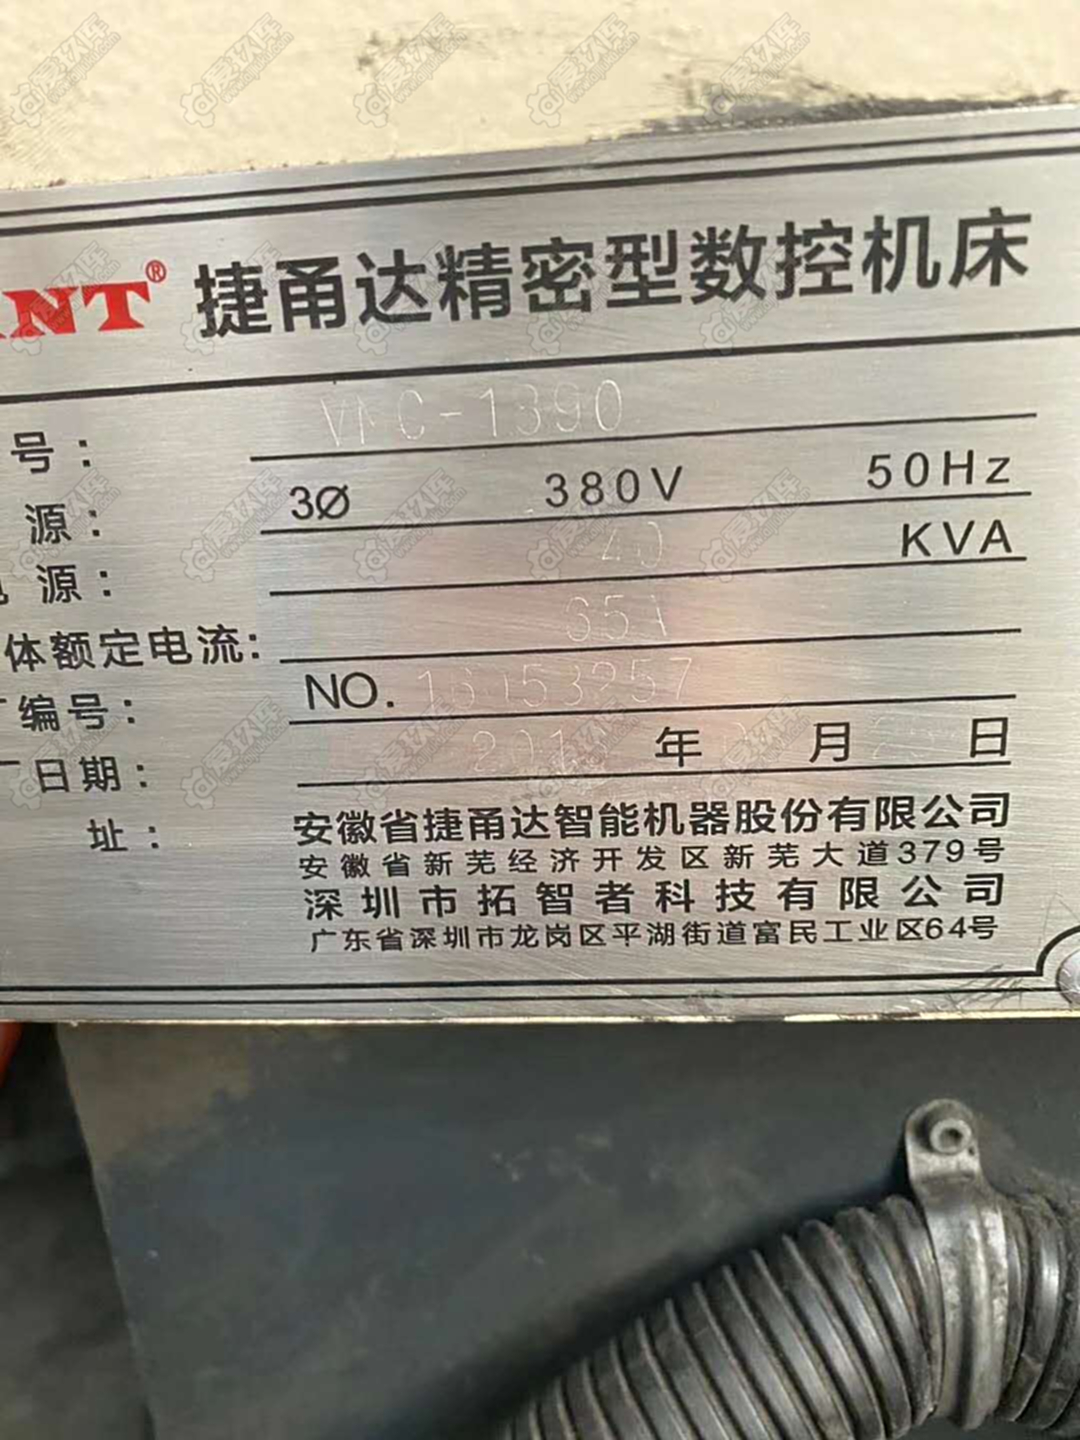 ANT® 捷甬达精密型数控机床
号: VMC-1390
源: 3Ø 380V 50Hz
电源: 40 KVA
体额定电流: 65A
编号: NO.
日期: 年 月 日
址: 安徽省捷甬达智能机器股份有限公司
安徽省新芜经济开发区新芜大道379号
深圳市拓智者科技有限公司
广东省深圳市龙岗区平湖街道富民工业区64号